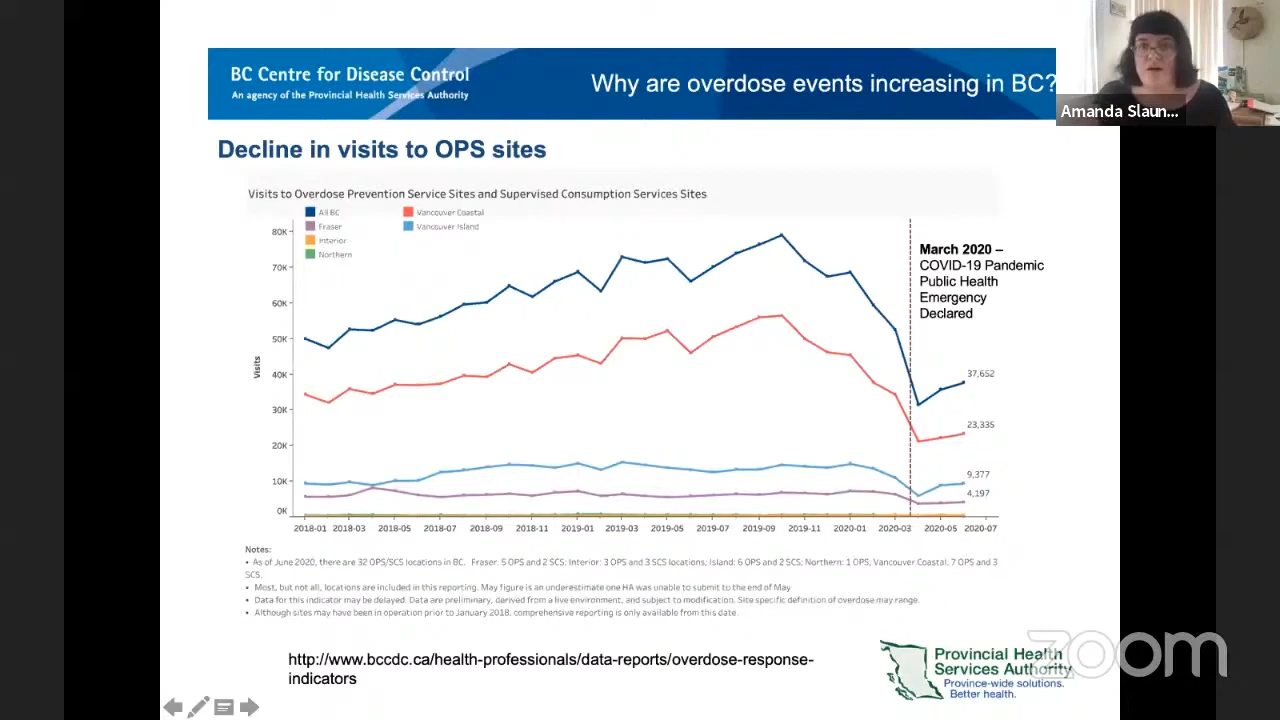 BC Centre for Disease Control
An agency of the Provincial Health Services Authority
Why are overdose events increasing in BC?
Amanda Slaun...
Decline in visits to OPS sites
Visits to Overdose Prevention Service Sites and Supervised Consumption Services Sites
All BC
Fraser
Interior
Northern
Vancouver Coastal
Vancouver Island
80K
70K
60K
50K
40K
30K
20K
10K
0K
Visits
March 2020 –
COVID-19 Pandemic
Public Health
Emergency
Declared
37,652
23,335
9,377
4,197
2018-01 2018-03 2018-05 2018-07 2018-09 2018-11 2019-01 2019-03 2019-05 2019-07 2019-09 2019-11 2020-01 2020-03 2020-05 2020-07
Notes:
• As of June 2020, there are 32 OPS/SCS locations in BC. Fraser: 5 OPS and 2 SCS; Interior: 3 OPS and 3 SCS locations; Island: 6 OPS and 2 SCS; Northern: 1 OPS, Vancouver Coastal: 7 OPS and 3
SCS.
• Most, but not all, locations are included in this reporting. May figure is an underestimate one HA was unable to submit to the end of May
• Data for this indicator may be delayed. Data are preliminary, derived from a live environment, and subject to modification. Site specific definition of overdose may range.
• Although sites may have been in operation prior to January 2018, comprehensive reporting is only available from this date.
http://www.bccdc.ca/health-professionals/data-reports/overdose-response-
indicators
Provincial Health
Services Authority
Province-wide solutions.
Better health.
zoom